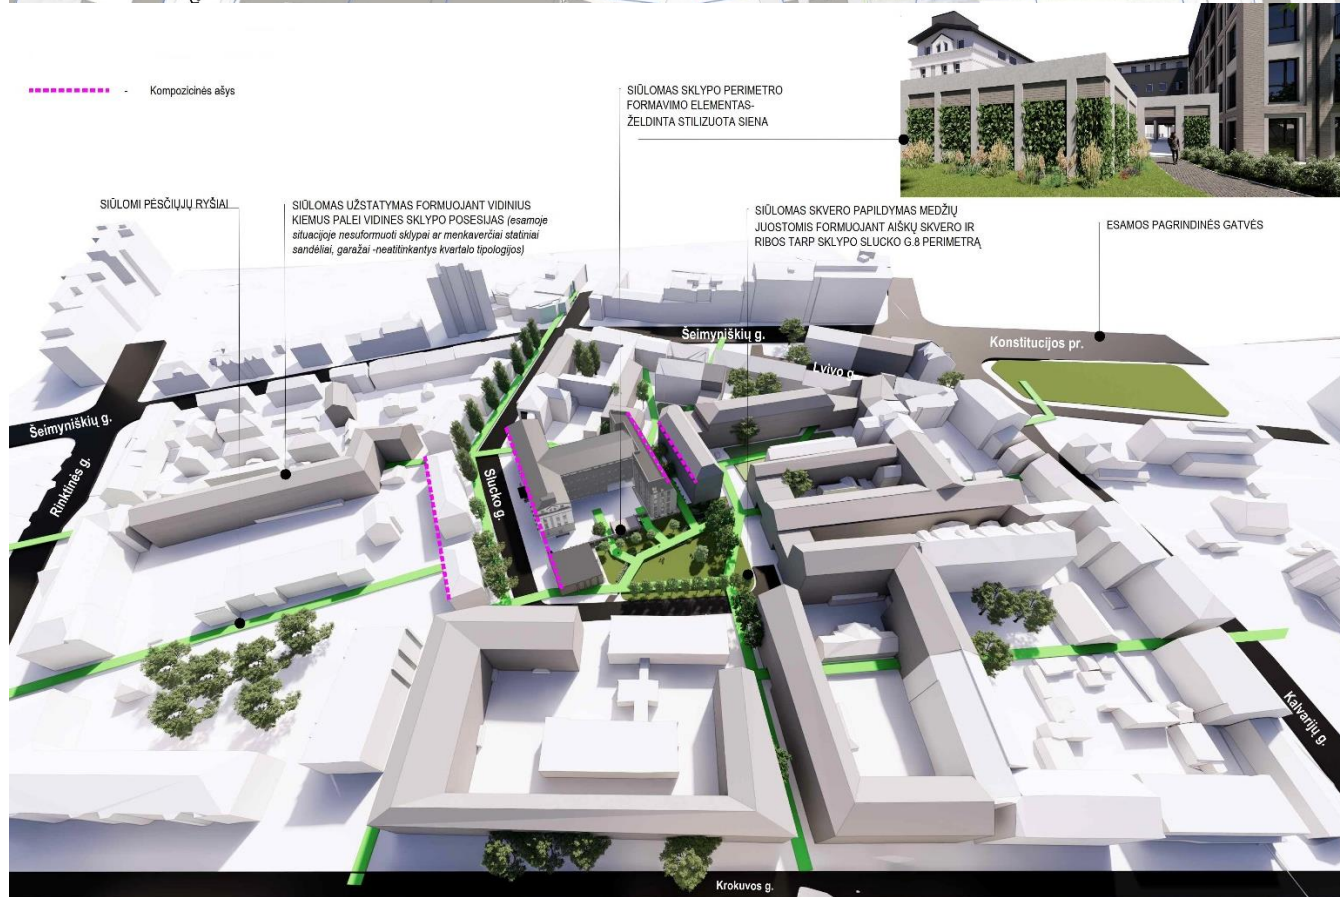 - Kompozicinės ašys
SIŪLOMAS SKLYPO PERIMETRO
FORMAVIMO ELEMENTAS-
ŽELDINTA STILIZUOTA SIENA
SIŪLOMI PĖSČIŲJŲ RYŠIAI
SIŪLOMAS UŽSTATYMAS FORMUOJANT VIDINIUS
KIEMUS PALEI VIDINES SKLYPO POSESIJAS (esamoje
situacijoje nesuformuoti sklypai ar menkaverčiai statiniai
sandėliai, garažai -neatitinkantys kvartalo tipologijos)
SIŪLOMAS SKVERO PAPILDYMAS MEDŽIŲ
JUOSTOMIS FORMUOJANT AIŠKŲ SKVERO IR
RIBOS TARP SKLYPO SLUCKO G.8 PERIMETRĄ
ESAMOS PAGRINDINĖS GATVĖS
Šeimyniškių g.
Konstitucijos pr.
Lvivo g.
Šeimyniškių g.
Rinktinės g.
Slucko g.
Kalvarijų g.
Krokuvos g.